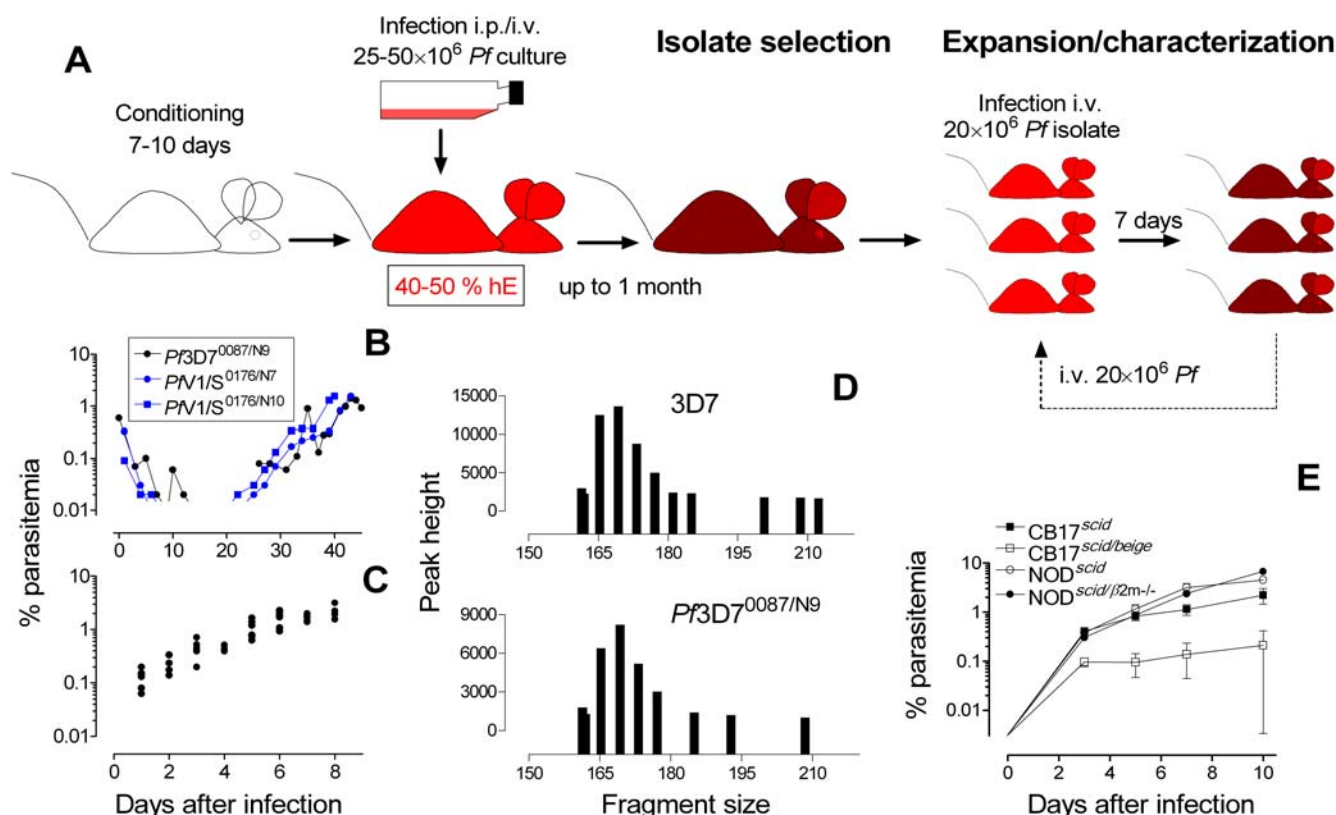 A
Conditioning
7-10 days
Infection i.p./i.v.
25-50×10⁶ Pf culture
40-50 % hE
up to 1 month
Isolate selection
Expansion/characterization
Infection i.v.
20×10⁶ Pf isolate
7 days
i.v. 20×10⁶ Pf
B
Pf3D7⁰⁰⁸⁷/ᴺ⁹
PfV1/S⁰¹⁷⁶/ᴺ⁷
PfV1/S⁰¹⁷⁶/ᴺ¹⁰
10
1
0.1
0.01
0 10 20 30 40
% parasitemia
C
10
1
0.1
0.01
0 2 4 6 8
Days after infection
D
3D7
15000
10000
5000
0
150 165 180 195 210
Peak height
Pf3D7⁰⁰⁸⁷/ᴺ⁹
9000
6000
3000
0
150 165 180 195 210
Fragment size
E
CB17scid
CB17scid/beige
NODscid
NODscid/β2m-/-
10
1
0.1
0.01
% parasitemia
0 5 10
Days after infection